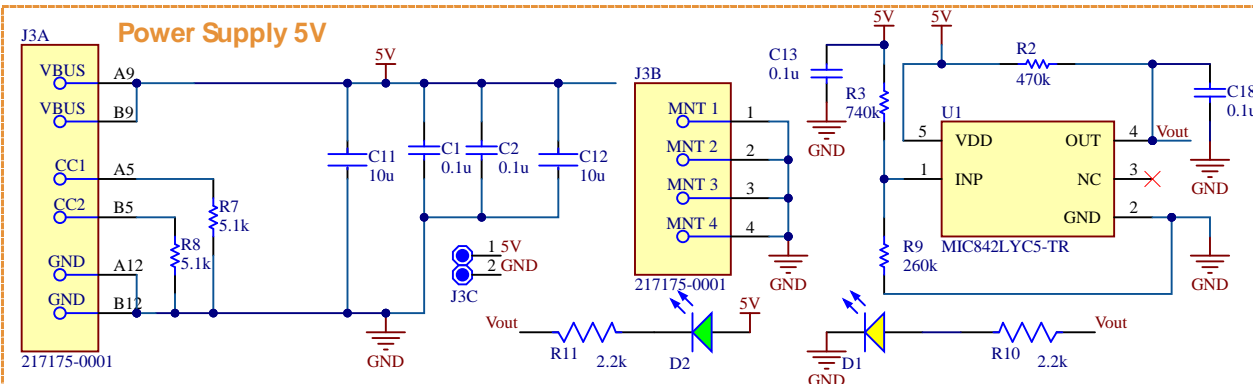 Power Supply 5V
J3A
VBUS A9
VBUS B9
CC1 A5
CC2 B5
GND A12
GND B12
217175-0001
R8
5.1k
R7
5.1k
5V
C11
10u
C1
0.1u
C2
0.1u
C12
10u
1 5V
2 GND
J3C
GND
J3B
MNT 1 1
MNT 2 2
MNT 3 3
MNT 4 4
217175-0001
GND
Vout
R11
2.2k
D2
5V
C13
0.1u
GND
5V
R3
740k
5V
R2
470k
U1
5 VDD
OUT 4
Vout
1 INP
NC 3
GND 2
MIC842LYC5-TR
C18
0.1u
GND
R9
260k
GND
GND
D1
R10
2.2k
Vout